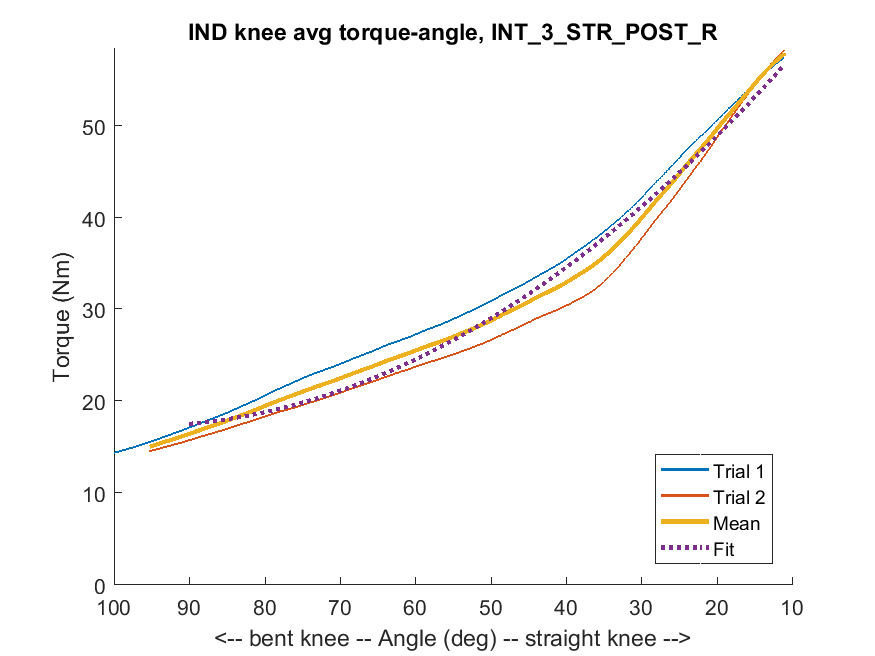 IND knee avg torque-angle, INT_3_STR_POST_R
Torque (Nm)
50
40
30
20
10
0
100 90 80 70 60 50 40 30 20 10
<-- bent knee -- Angle (deg) -- straight knee -->
Trial 1
Trial 2
Mean
Fit